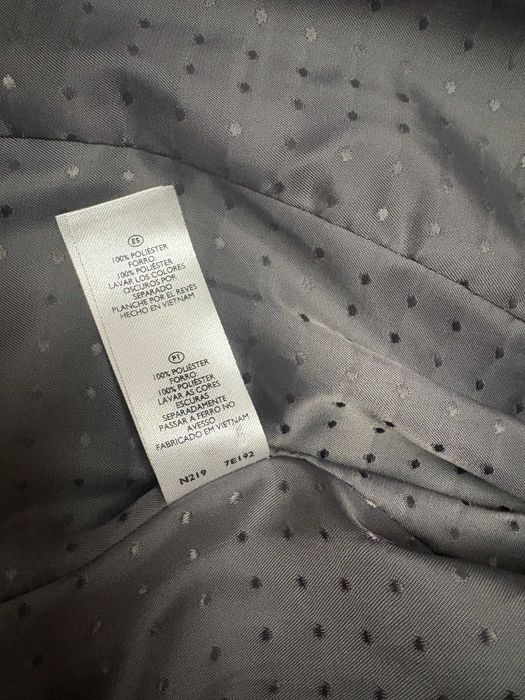 ES
100% POLIÉSTER
FORRO:
100% POLIÉSTER
LAVAR LOS COLORES
OSCUROS POR
SEPARADO
PLANCHE POR EL REVÉS
HECHO EN VIETNAM
PT
100% POLIÉSTER
FORRO:
100% POLIÉSTER
LAVAR AS CORES
ESCURAS
SEPARADAMENTE
PASSAR A FERRO NO
AVESSO
FABRICADO EM VIETNAM
N219 7E192